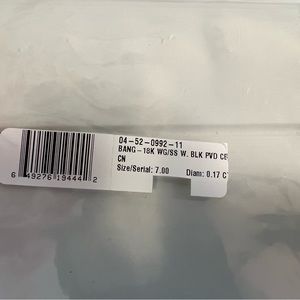 04-52-0992-11
BANG-18K WG/SS W. BLK PVD CE
CN
Size/Serial: 7.00 Diam: 0.17 C
6 49276 19444 2